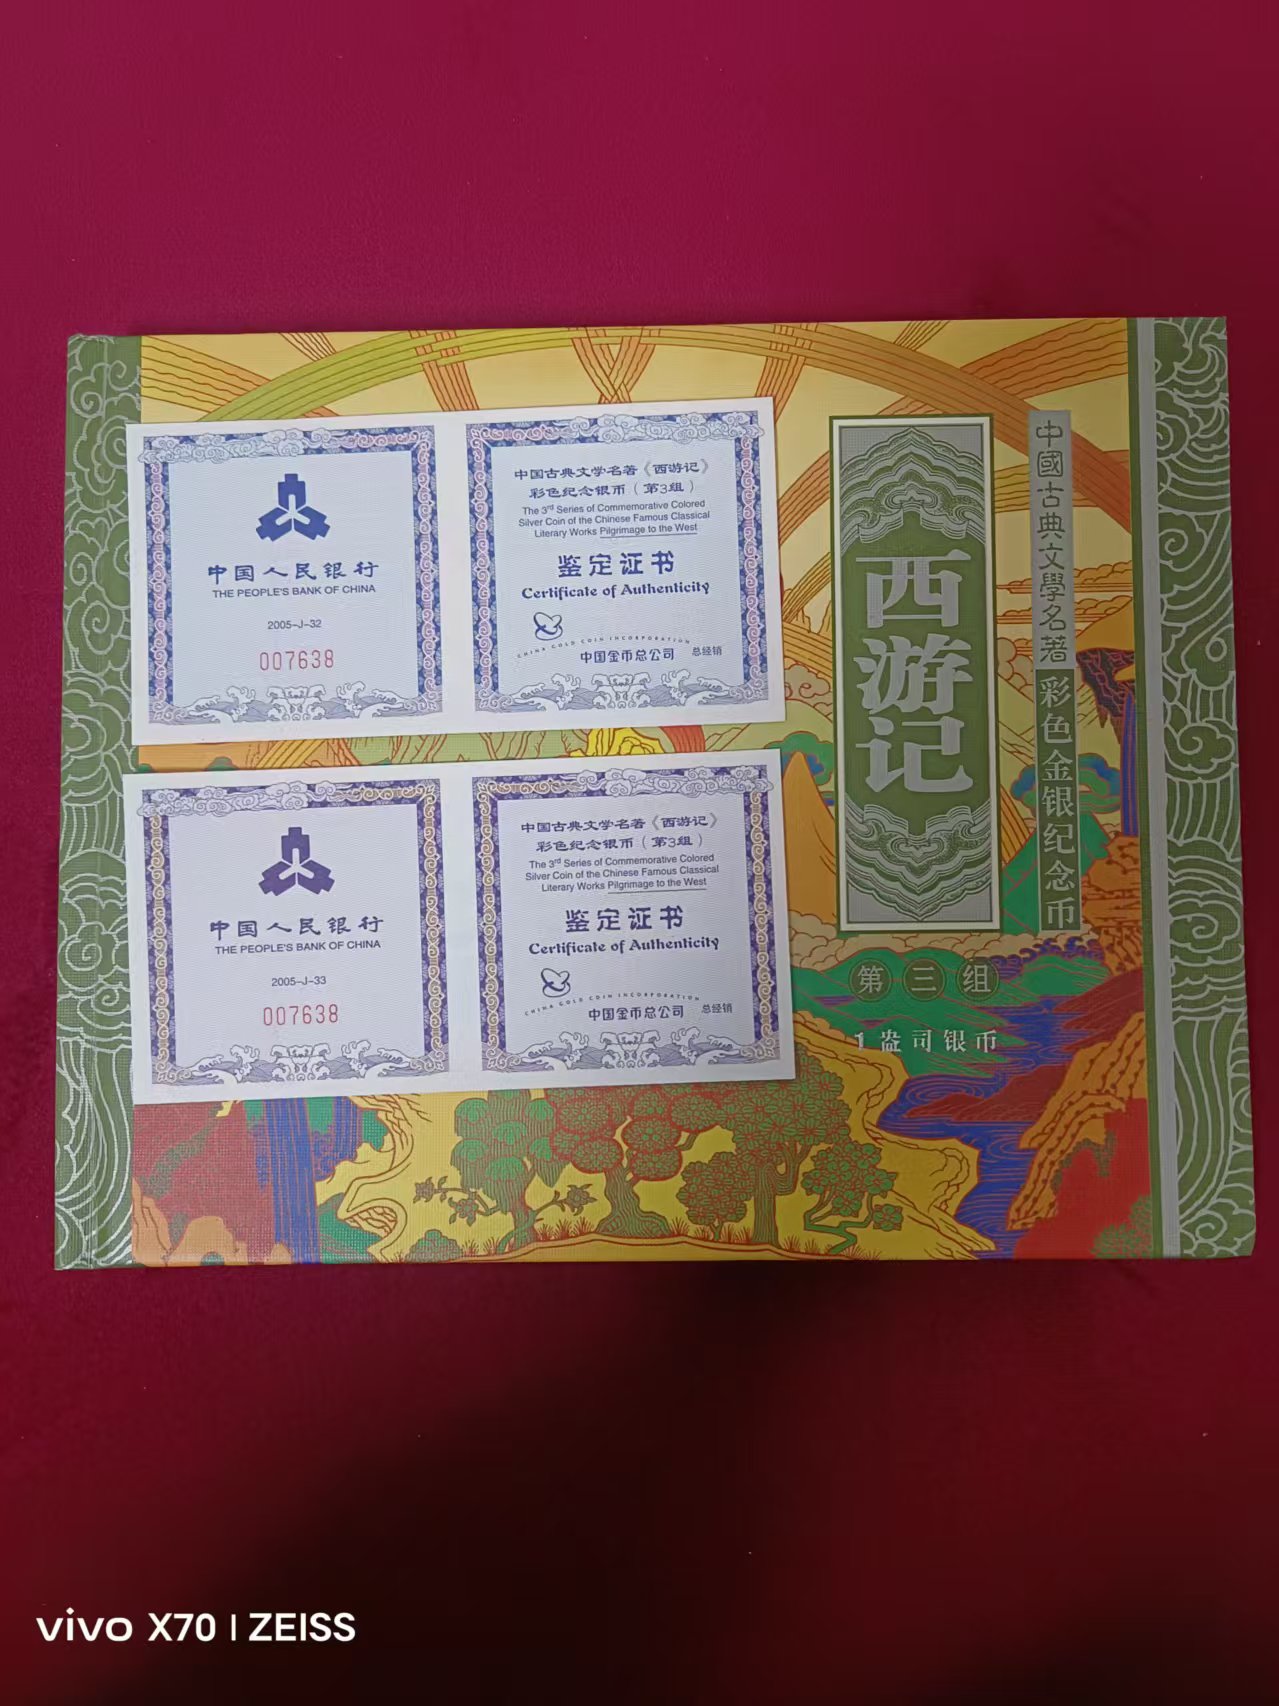 中国人民银行
THE PEOPLE'S BANK OF CHINA
2005-J-32
007638
中国古典文学名著《西游记》
彩色纪念银币（第3组）
The 3rd Series of Commemorative Colored
Silver Coin of the Chinese Famous Classical
Literary Works Pilgrimage to the West
鉴定证书
Certificate of Authenticity
CHINA GOLD COIN INCORPORATION
中国金币总公司 总经销
中国人民银行
THE PEOPLE'S BANK OF CHINA
2005-J-33
007638
中国古典文学名著《西游记》
彩色纪念银币（第3组）
The 3rd Series of Commemorative Colored
Silver Coin of the Chinese Famous Classical
Literary Works Pilgrimage to the West
鉴定证书
Certificate of Authenticity
CHINA GOLD COIN INCORPORATION
中国金币总公司 总经销
中國古典文學名著彩色金银纪念币
西游记
第三组
1盎司银币
vivo X70 | ZEISS